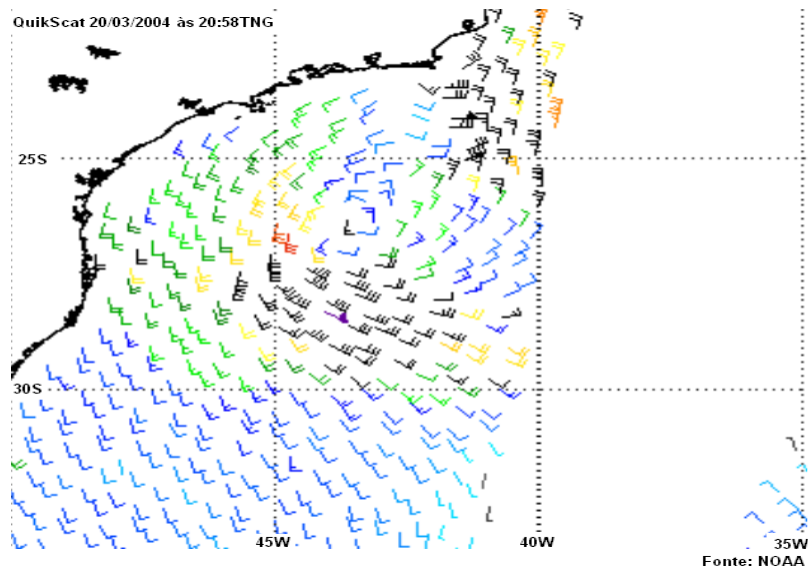 QuikScat 20/03/2004 às 20:58TNG
25S
30S
45W
40W
35W
Fonte: NOAA